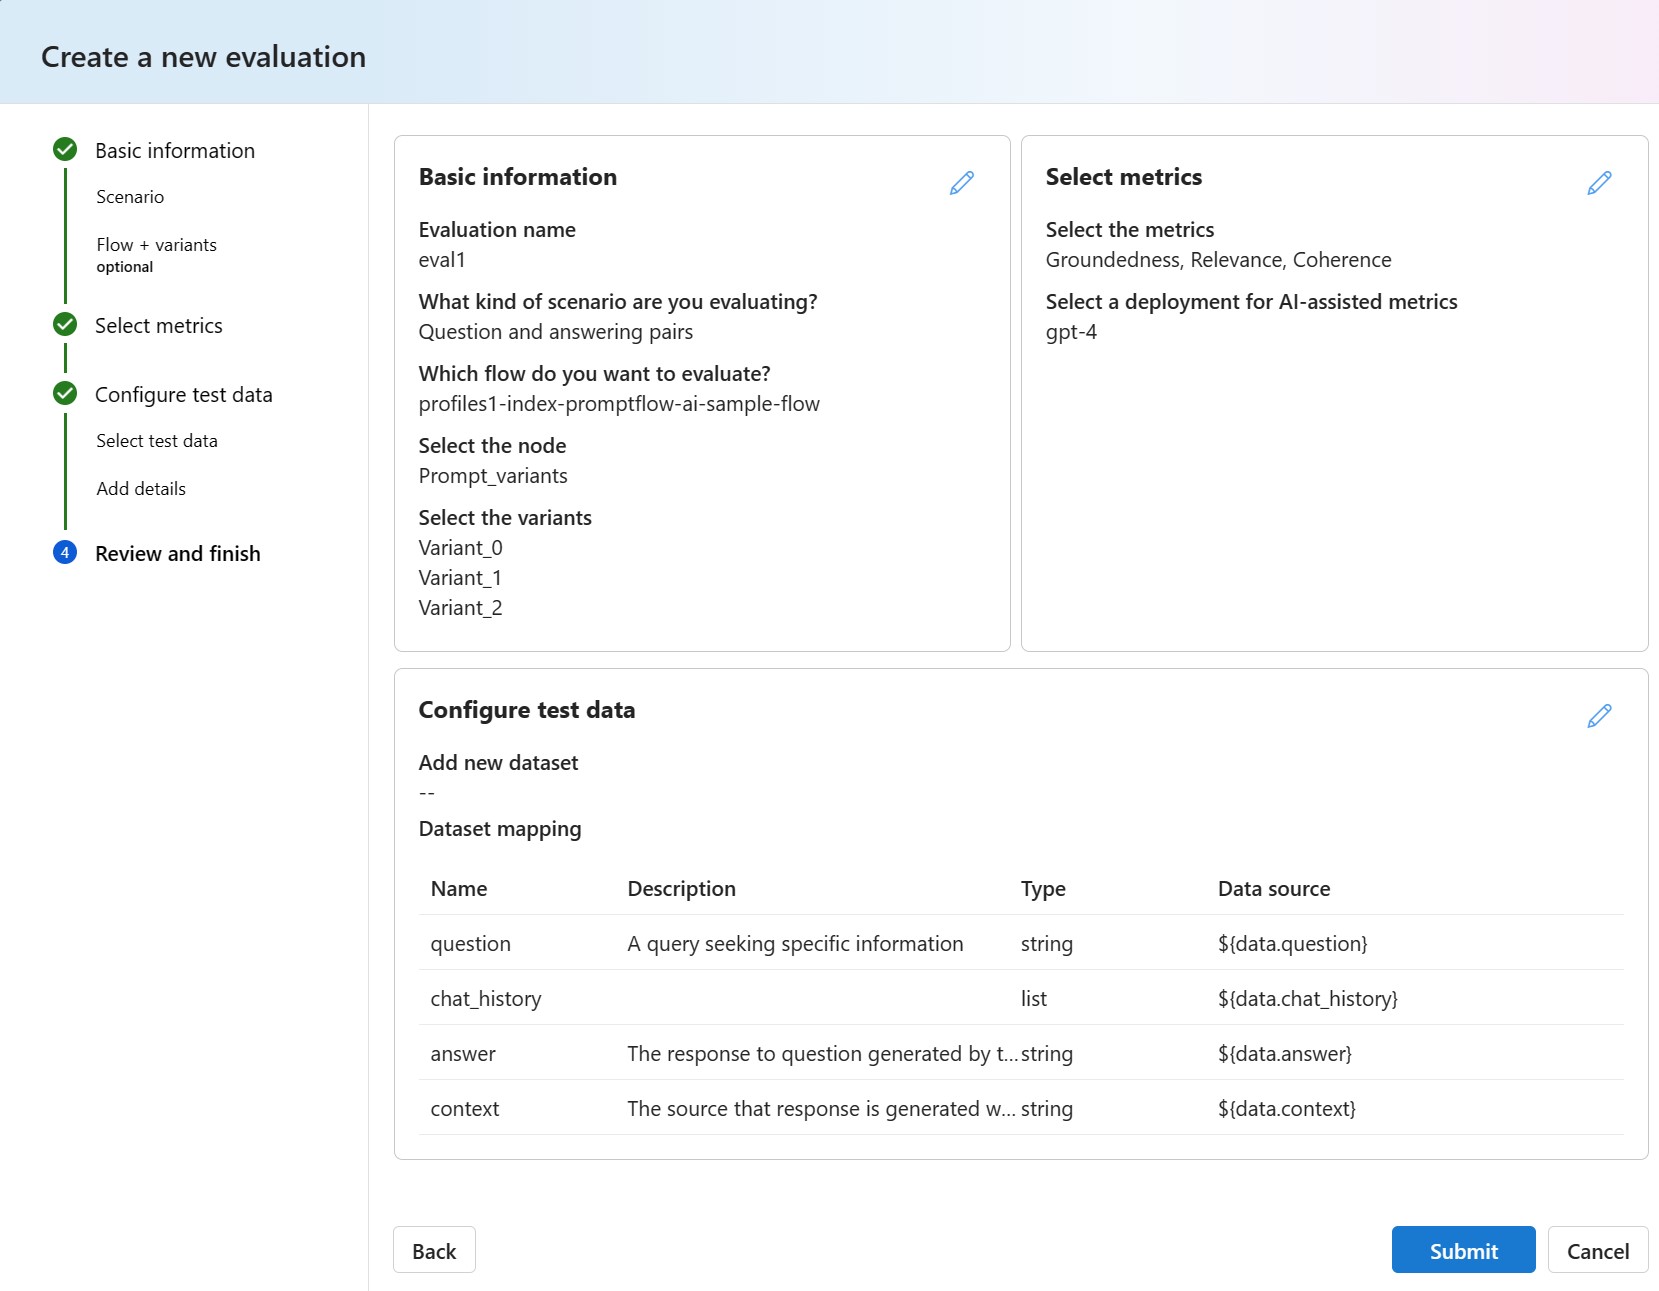 Create a new evaluation
Basic information
Scenario
Flow + variants
optional
Select metrics
Configure test data
Select test data
Add details
4 Review and finish
Basic information
Evaluation name
eval1
What kind of scenario are you evaluating?
Question and answering pairs
Which flow do you want to evaluate?
profiles1-index-promptflow-ai-sample-flow
Select the node
Prompt_variants
Select the variants
Variant_0
Variant_1
Variant_2
Select metrics
Select the metrics
Groundedness, Relevance, Coherence
Select a deployment for AI-assisted metrics
gpt-4
Configure test data
Add new dataset
--
Dataset mapping
Name Description Type Data source
question A query seeking specific information string ${data.question}
chat_history list ${data.chat_history}
answer The response to question generated by t... string ${data.answer}
context The source that response is generated w... string ${data.context}
Back Submit Cancel